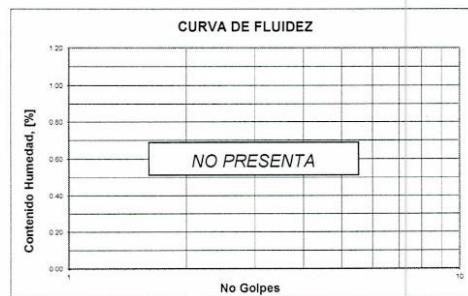 CURVA DE FLUIDEZ
Contenido Humedad, [%]
1.20
1.00
0.80
0.60
0.40
0.20
0.00
NO PRESENTA
1
10
No Golpes